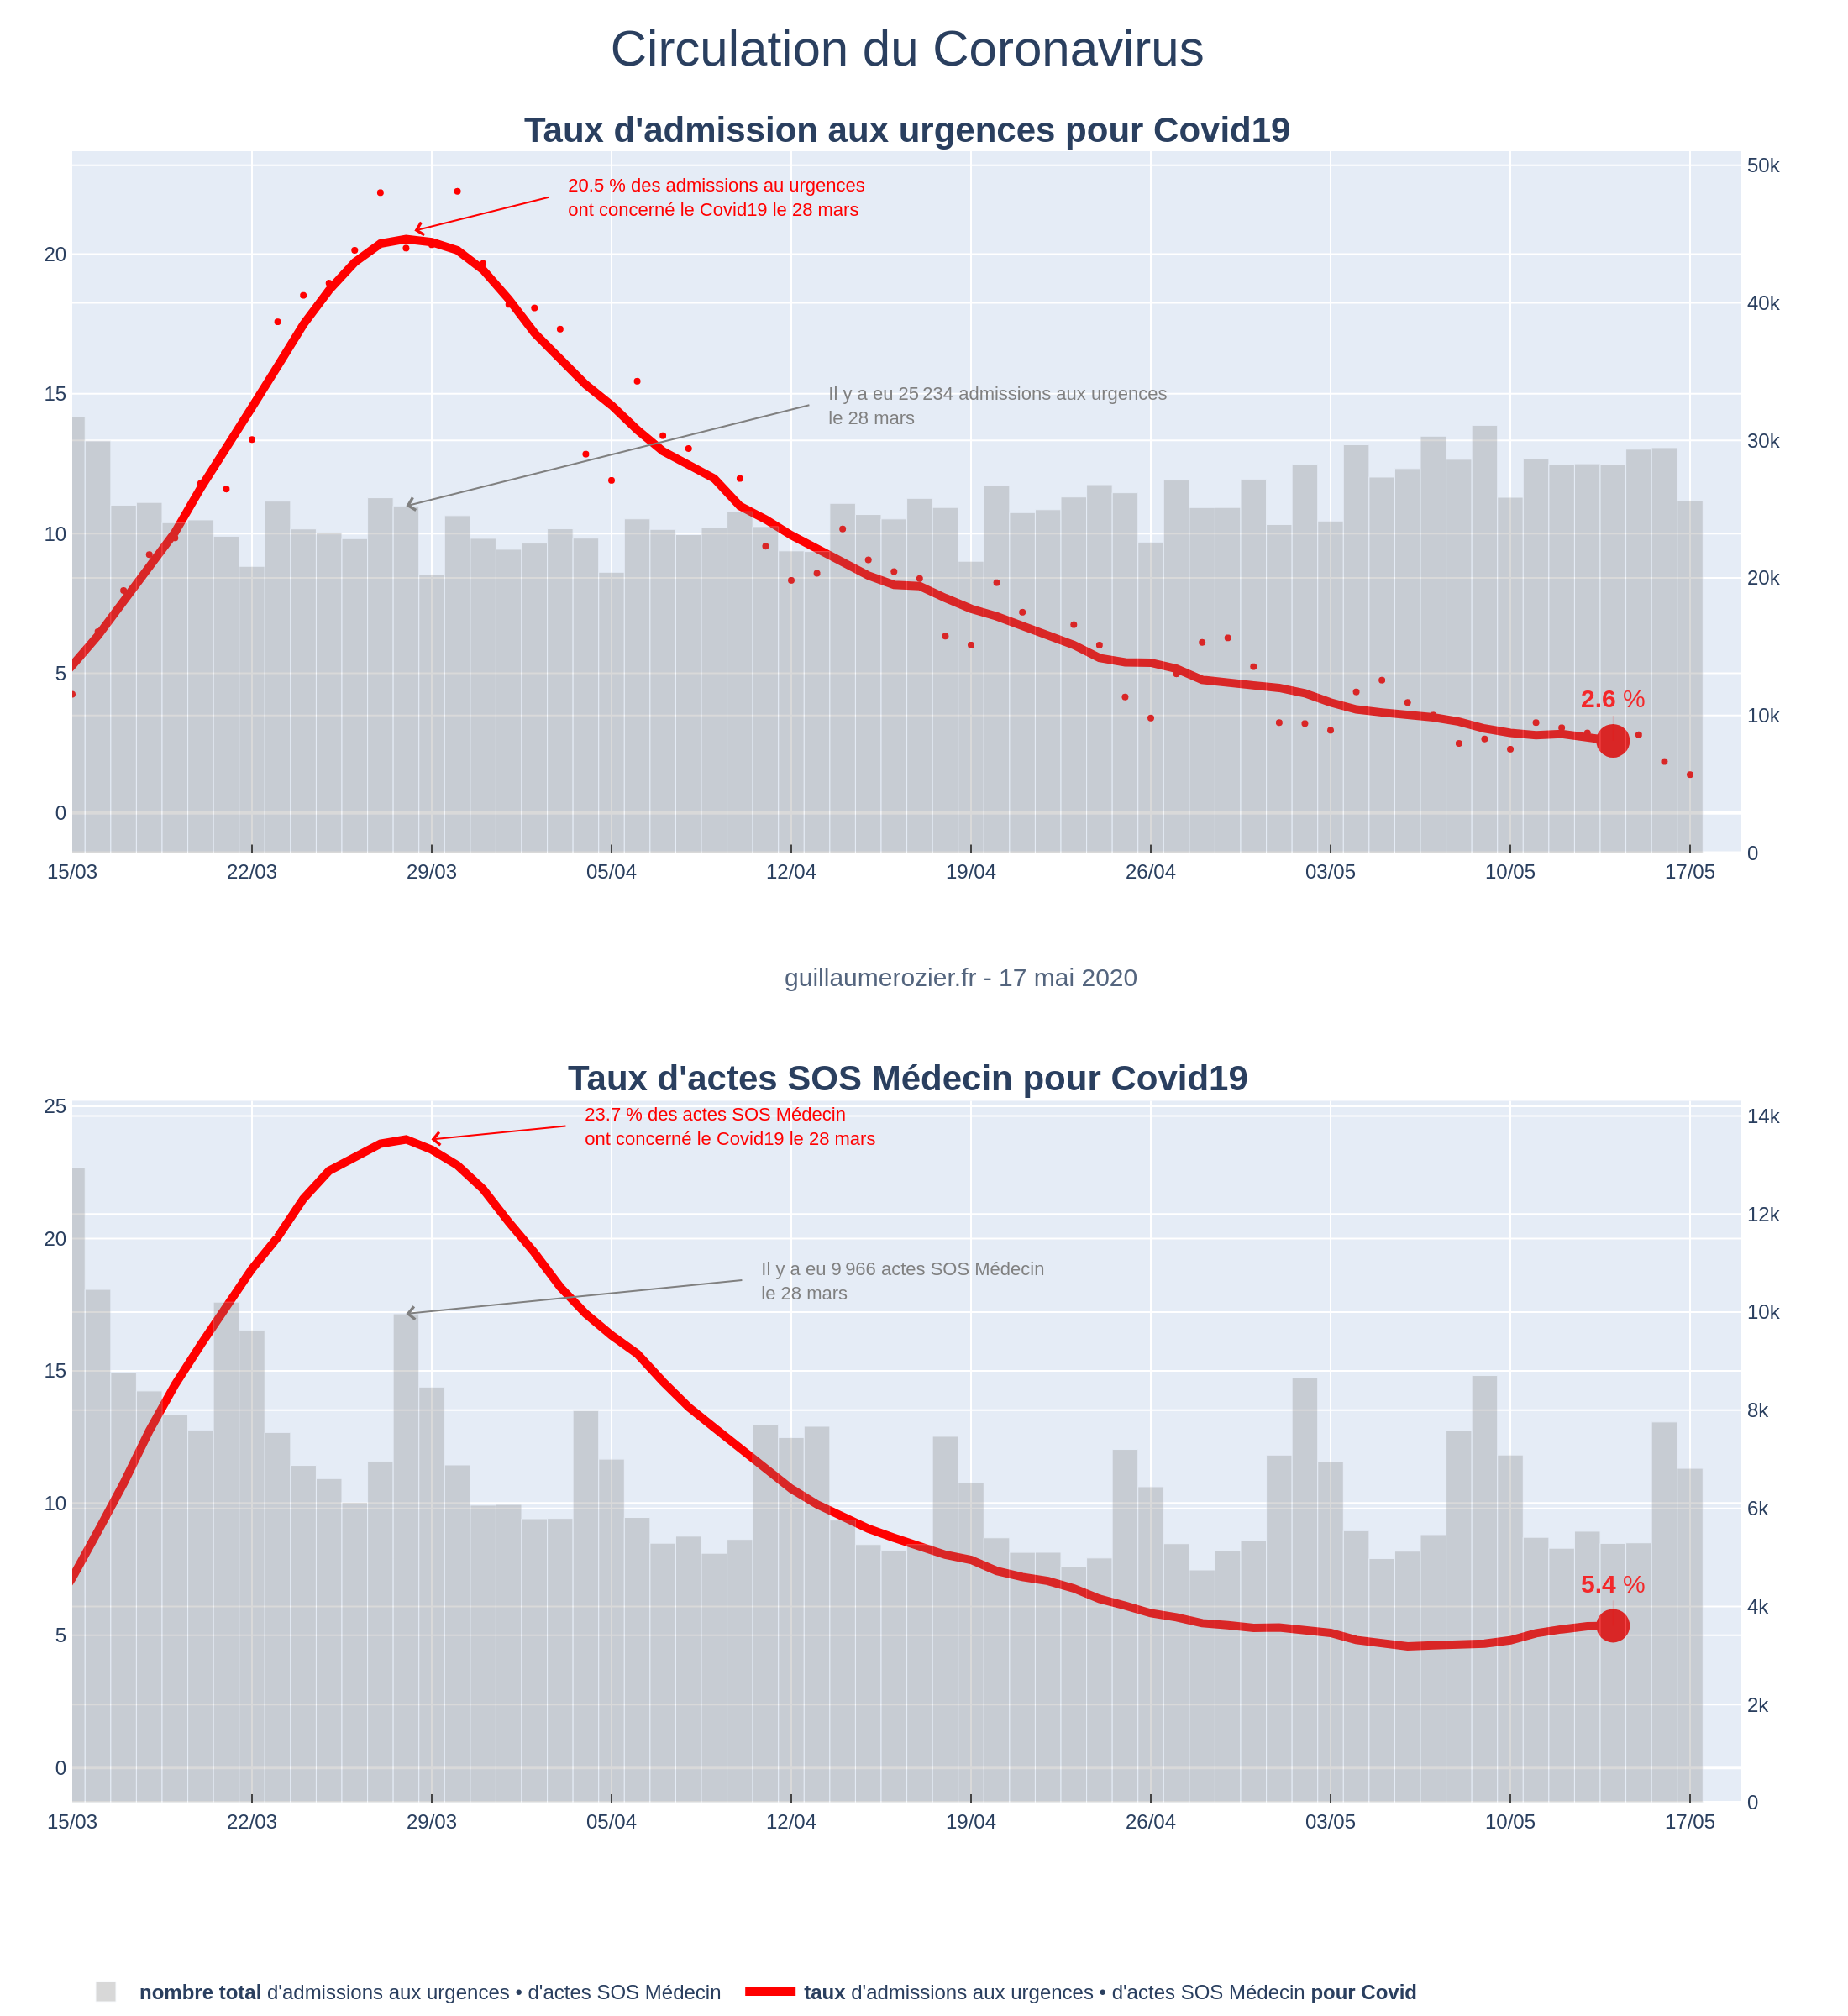 Circulation du Coronavirus
Taux d'admission aux urgences pour Covid19
50k
20.5 % des admissions au urgences
ont concerné le Covid19 le 28 mars
20
40k
15
Il y a eu 25 234 admissions aux urgences
le 28 mars
30k
10
20k
5
2.6 %
10k
0
0
15/03 22/03 29/03 05/04 12/04 19/04 26/04 03/05 10/05 17/05
guillaumerozier.fr - 17 mai 2020
Taux d'actes SOS Médecin pour Covid19
25
14k
23.7 % des actes SOS Médecin
ont concerné le Covid19 le 28 mars
12k
20
Il y a eu 9 966 actes SOS Médecin
le 28 mars
10k
15
8k
10
6k
5.4 %
4k
5
2k
0
0
15/03 22/03 29/03 05/04 12/04 19/04 26/04 03/05 10/05 17/05
nombre total d'admissions aux urgences • d'actes SOS Médecin taux d'admissions aux urgences • d'actes SOS Médecin pour Covid